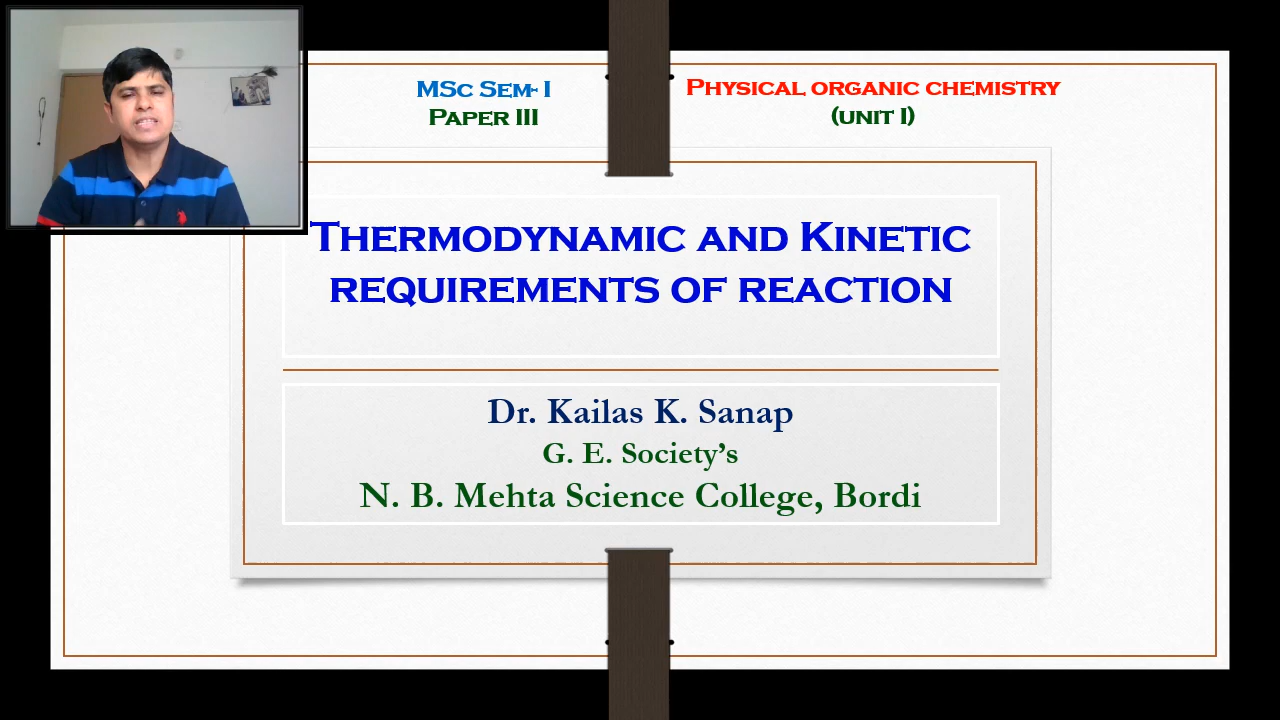 MSc Sem- I
Paper III
Physical organic chemistry
(unit I)
Thermodynamic and Kinetic
requirements of reaction
Dr. Kailas K. Sanap
G. E. Society’s
N. B. Mehta Science College, Bordi